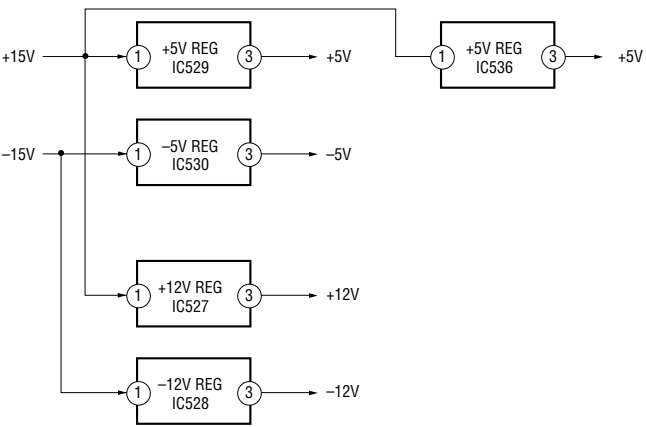 +15V
1
+5V REG
IC529
3
+5V
1
+5V REG
IC536
3
+5V
–15V
1
–5V REG
IC530
3
–5V
1
+12V REG
IC527
3
+12V
1
–12V REG
IC528
3
–12V